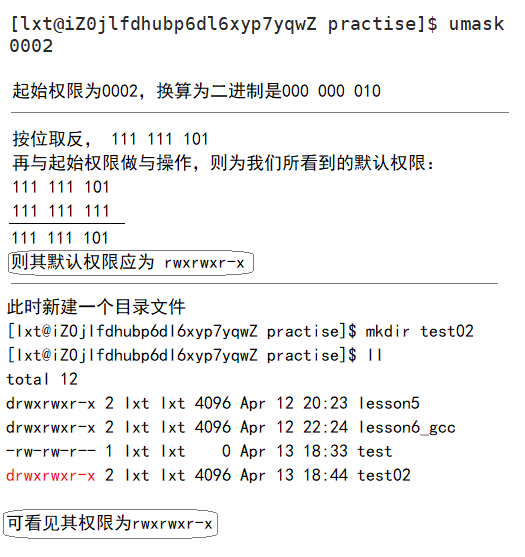 [lxt@iZ0jlfdhubp6dl6xyp7yqwZ practise]$ umask
0002
起始权限为0002，换算为二进制是000 000 010
按位取反， 111 111 101
再与起始权限做与操作，则为我们所看到的默认权限：
111 111 101
111 111 111
111 111 101
则其默认权限应为 rwxrwxr-x
此时新建一个目录文件
[lxt@iZ0jlfdhubp6dl6xyp7yqwZ practise]$ mkdir test02
[lxt@iZ0jlfdhubp6dl6xyp7yqwZ practise]$ ll
total 12
drwxrwxr-x 2 lxt lxt 4096 Apr 12 20:23 lesson5
drwxrwxr-x 2 lxt lxt 4096 Apr 12 22:24 lesson6_gcc
-rw-rw-r-- 1 lxt lxt    0 Apr 13 18:33 test
drwxrwxr-x 2 lxt lxt 4096 Apr 13 18:44 test02
可看见其权限为rwxrwxr-x